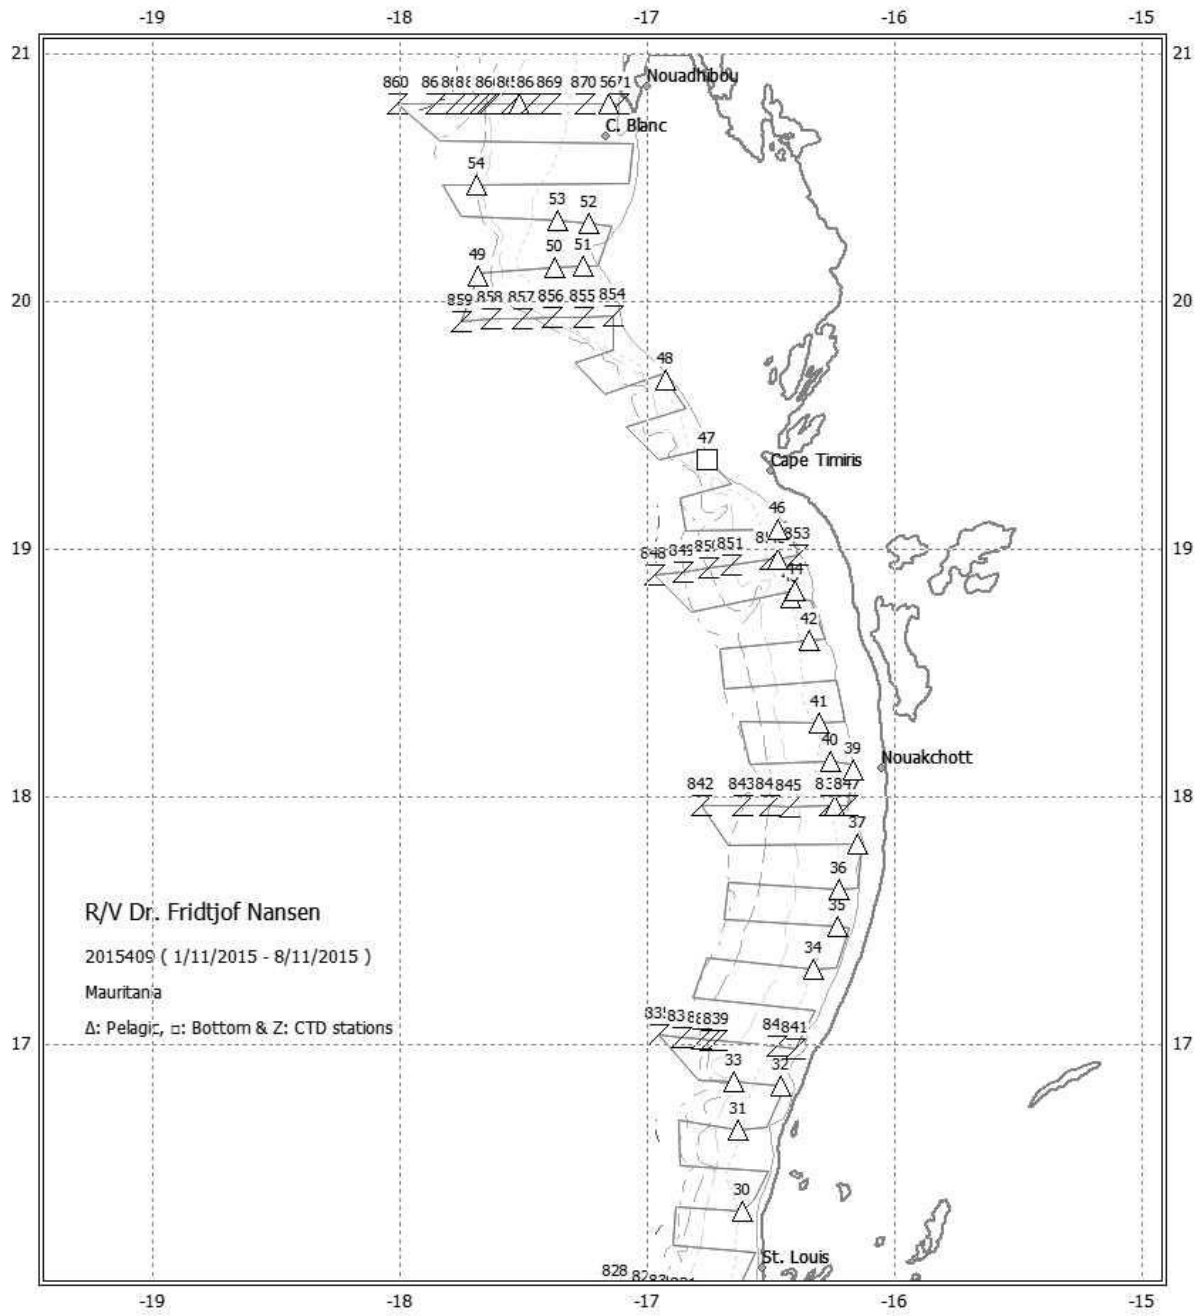 -19 -18 -17 -16 -15
21 21
860 869 870 Nouadhibou
C. Blanc
54
53 52
49 50 51
20 20
859 858 857 856 855 854
48
47
Cape Timiris
46
19 19
848 849 851 853
44
42
41
40 39
Nouakchott
842 843 845 847
18 18
37
36
35
34
R/V Dr. Fridtjof Nansen
2015409 ( 1/11/2015 - 8/11/2015 )
Mauritania
Δ: Pelagic, □: Bottom & Z: CTD stations
839 841
17 17
33 32
31
30
St. Louis
828
-19 -18 -17 -16 -15